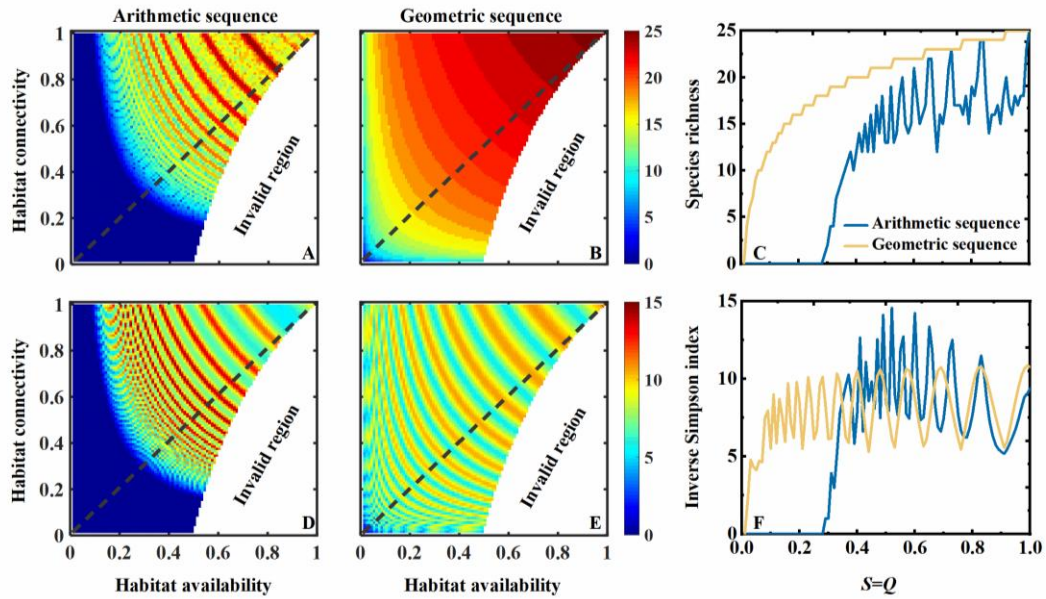 Arithmetic sequence
Geometric sequence
Habitat connectivity
1
0.8
0.6
0.4
0.2
0
Invalid region
A
Invalid region
B
25
20
15
10
5
0
Species richness
25
20
15
10
5
0
Arithmetic sequence
Geometric sequence
C
Habitat connectivity
1
0.8
0.6
0.4
0.2
0
Invalid region
D
0 0.2 0.4 0.6 0.8 1
Habitat availability
Invalid region
E
0 0.2 0.4 0.6 0.8 1
Habitat availability
15
10
5
0
Inverse Simpson index
15
10
5
0
F
0.0 0.2 0.4 0.6 0.8 1.0
S=Q